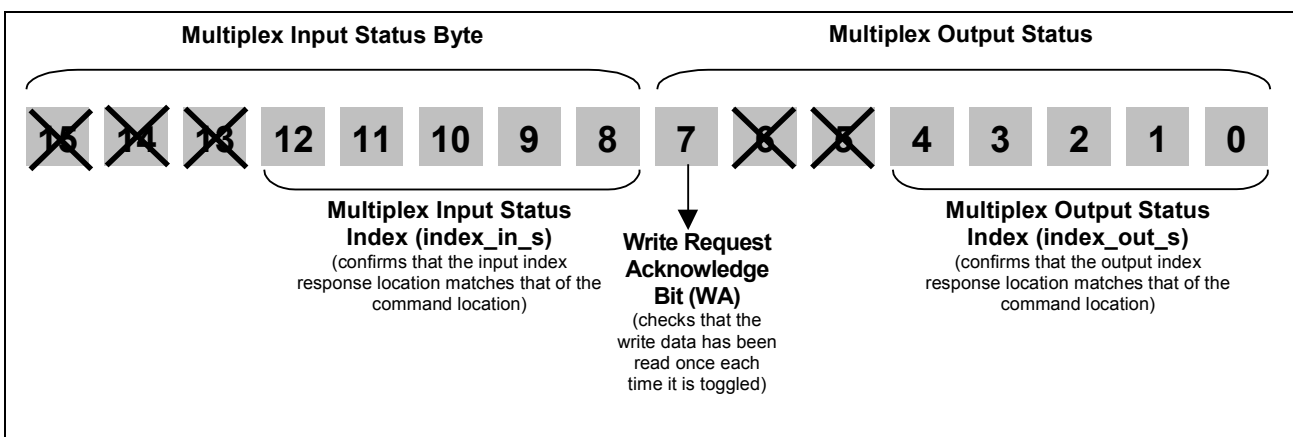 Multiplex Input Status Byte
Multiplex Output Status
15 14 13 12 11 10 9 8 7 6 5 4 3 2 1 0
Multiplex Input Status
Index (index_in_s)
(confirms that the input index
response location matches that of the
command location)
Write Request
Acknowledge
Bit (WA)
(checks that the
write data has been
read once each
time it is toggled)
Multiplex Output Status
Index (index_out_s)
(confirms that the output index
response location matches that of the
command location)